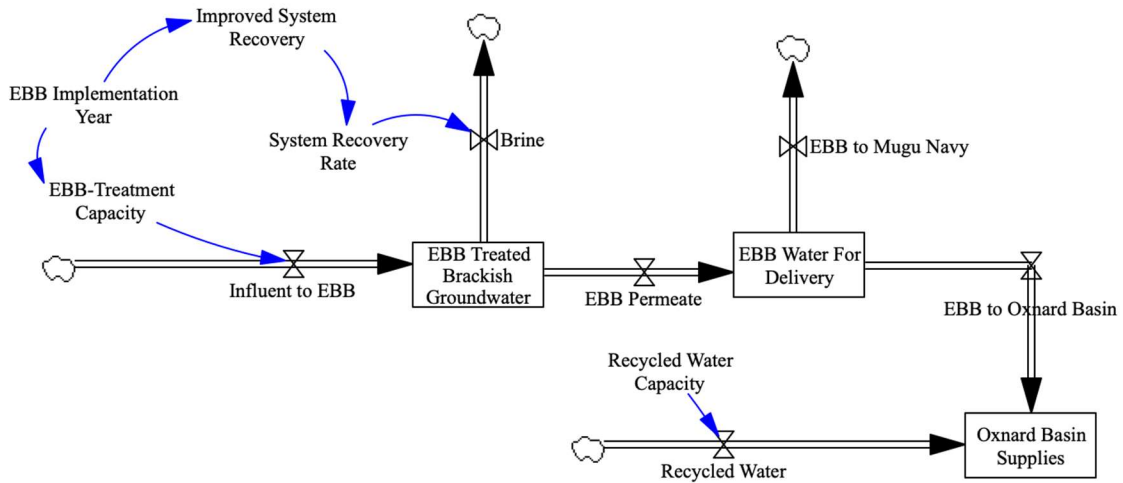 Improved System
Recovery
EBB Implementation
Year
System Recovery
Rate
Brine
EBB to Mugu Navy
EBB-Treatment
Capacity
Influent to EBB
EBB Treated
Brackish
Groundwater
EBB Permeate
EBB Water For
Delivery
EBB to Oxnard Basin
Recycled Water
Capacity
Recycled Water
Oxnard Basin
Supplies